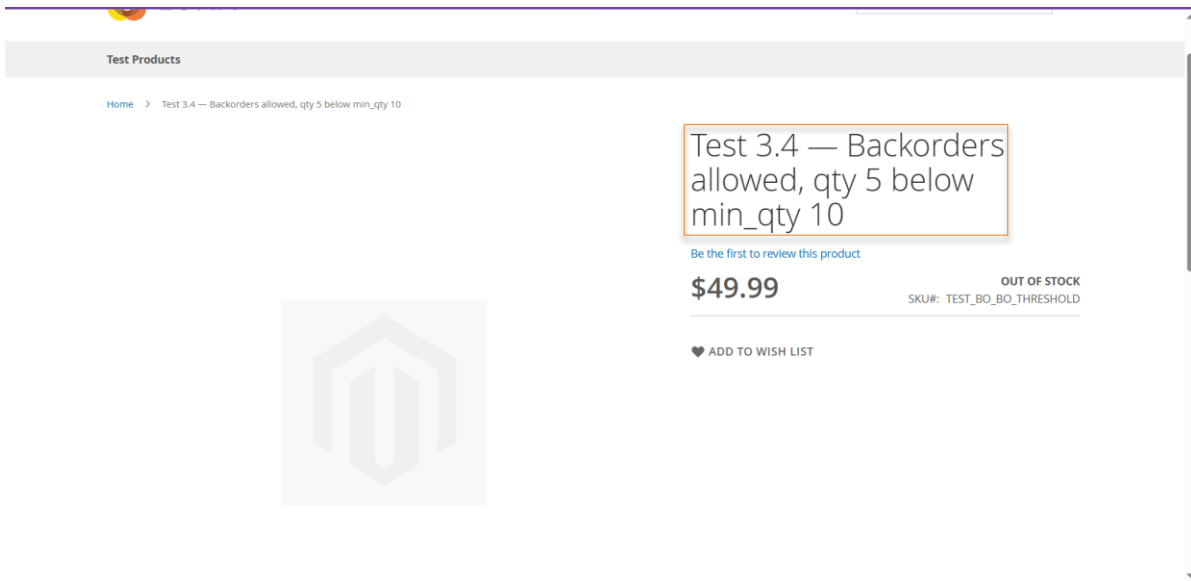 Test Products
Home > Test 3.4 — Backorders allowed, qty 5 below min_qty 10
Test 3.4 — Backorders
allowed, qty 5 below
min_qty 10
Be the first to review this product
$49.99
OUT OF STOCK
SKU#: TEST_BO_BO_THRESHOLD
ADD TO WISH LIST